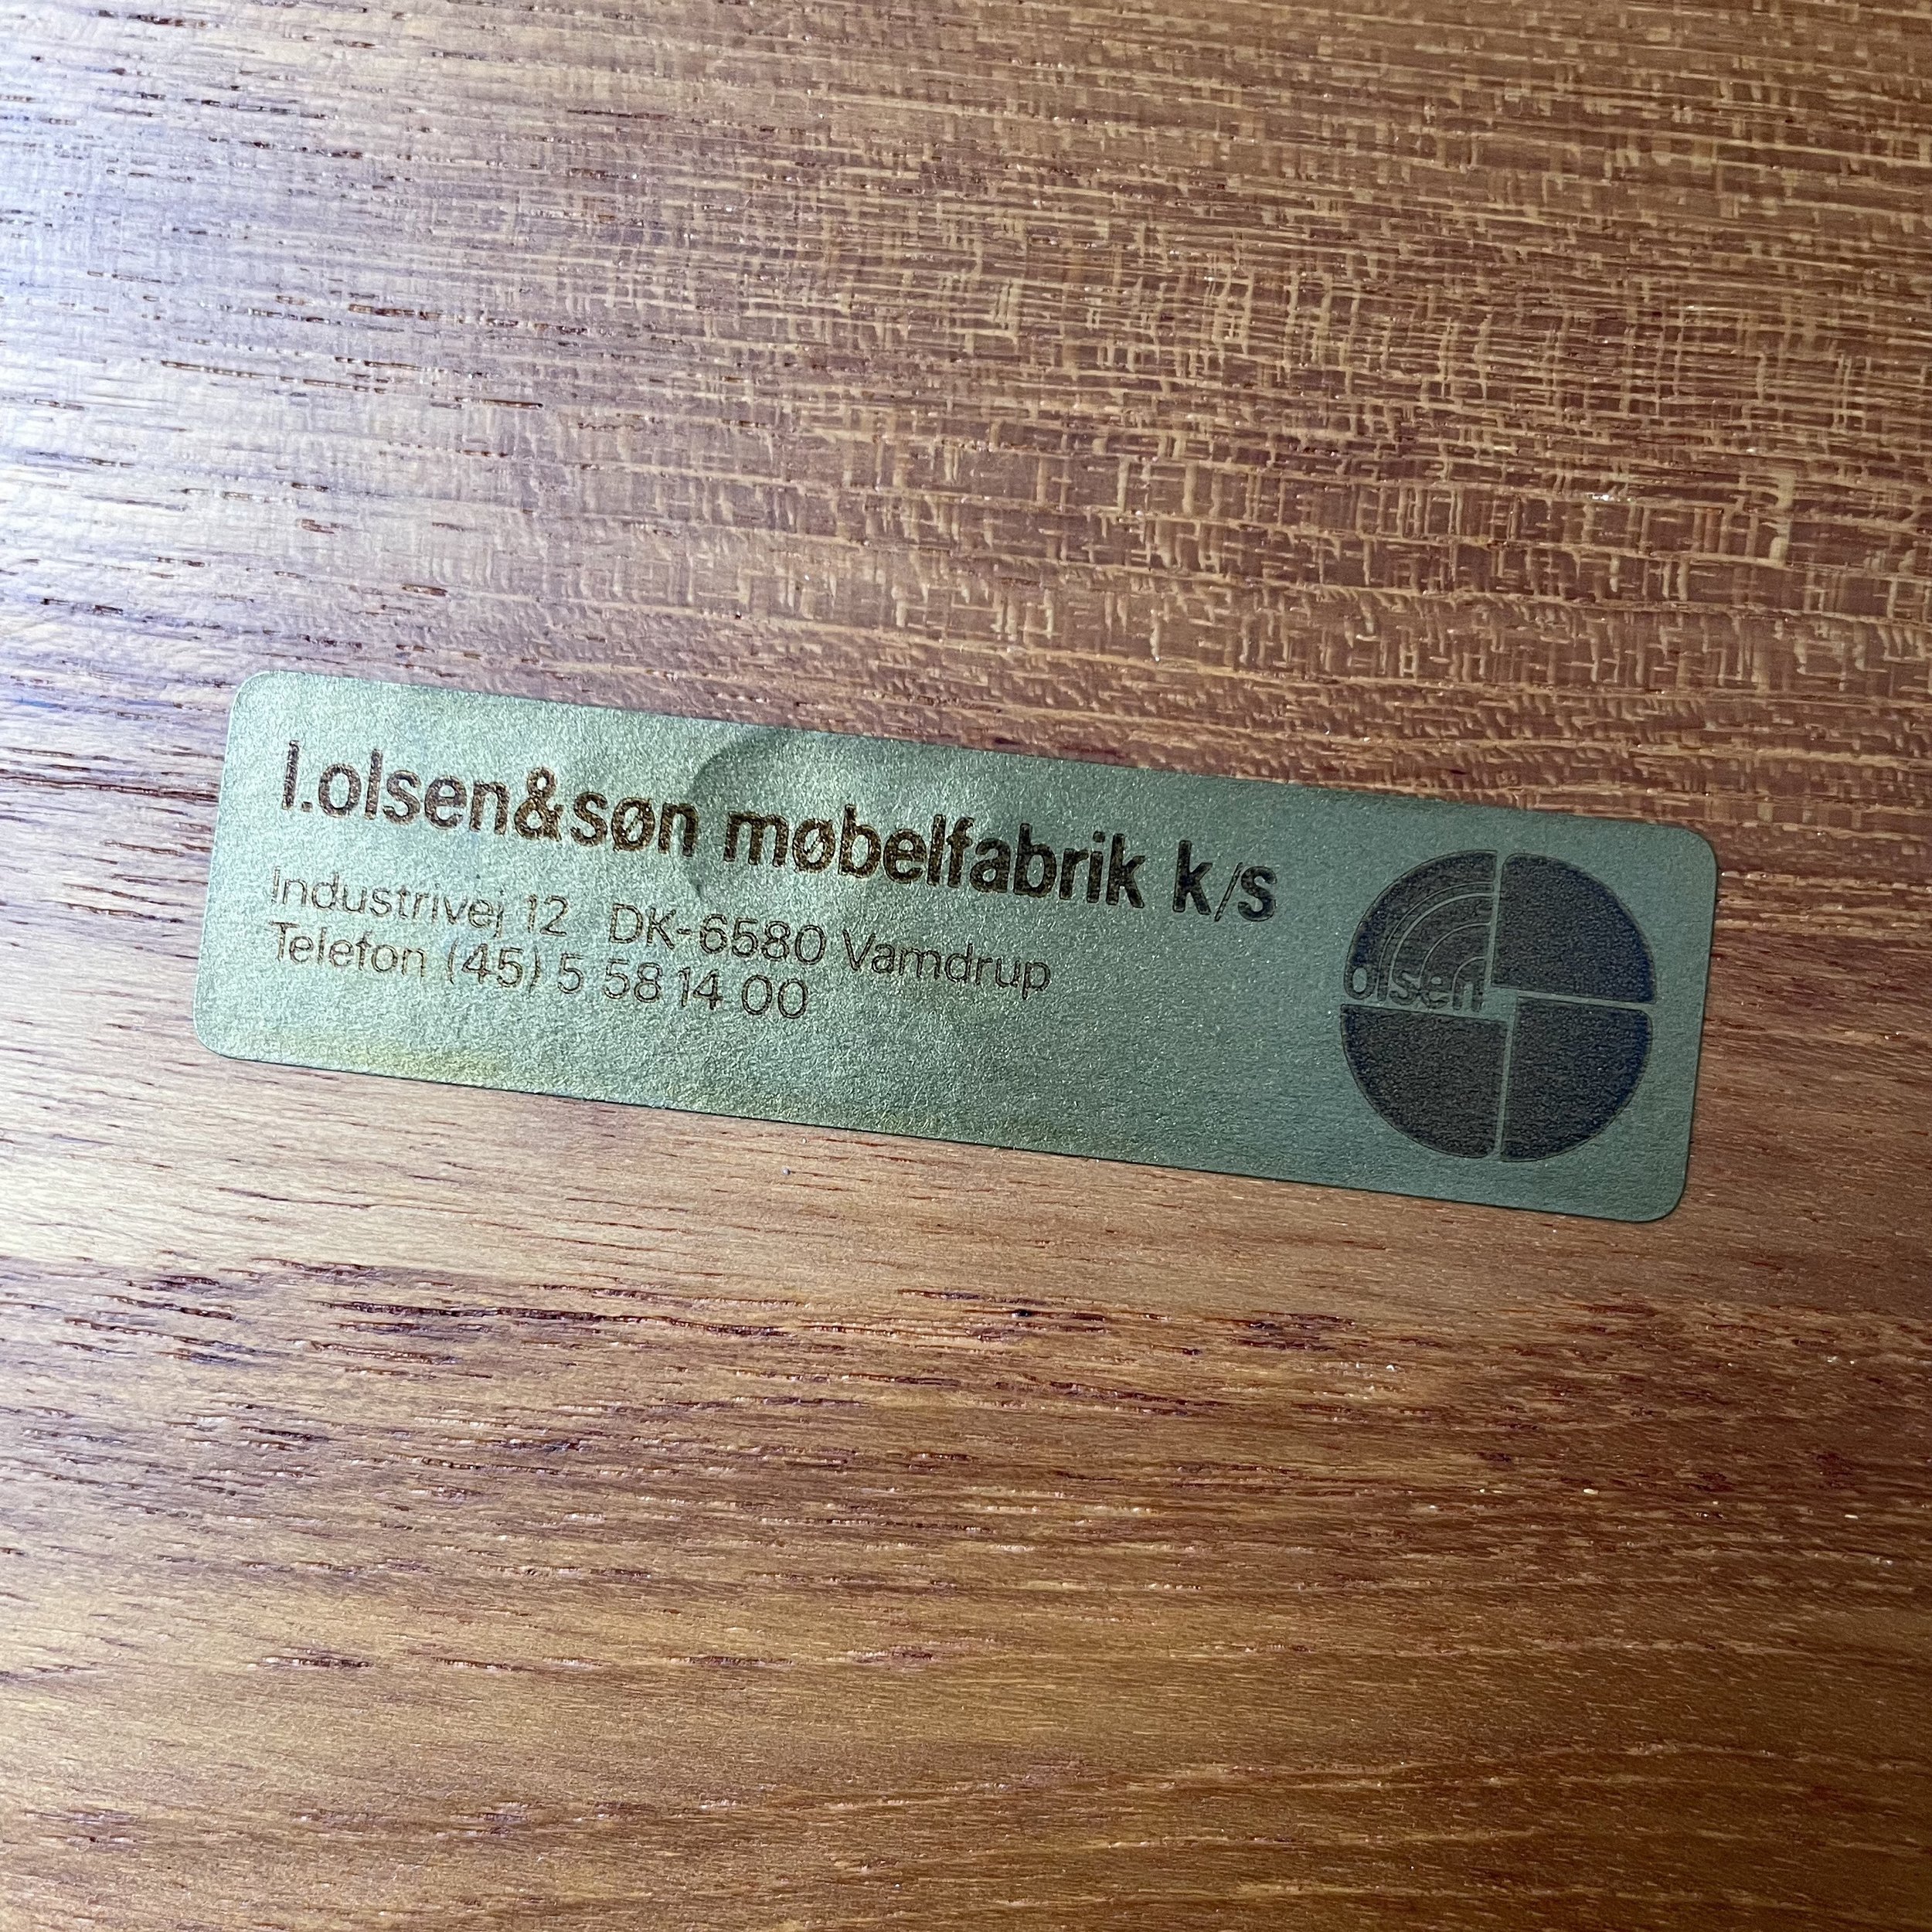 l.olsen&søn møbelfabrik k/s
Industrivej 12 DK-6580 Vamdrup
Telefon (45) 5 58 14 00
olsen